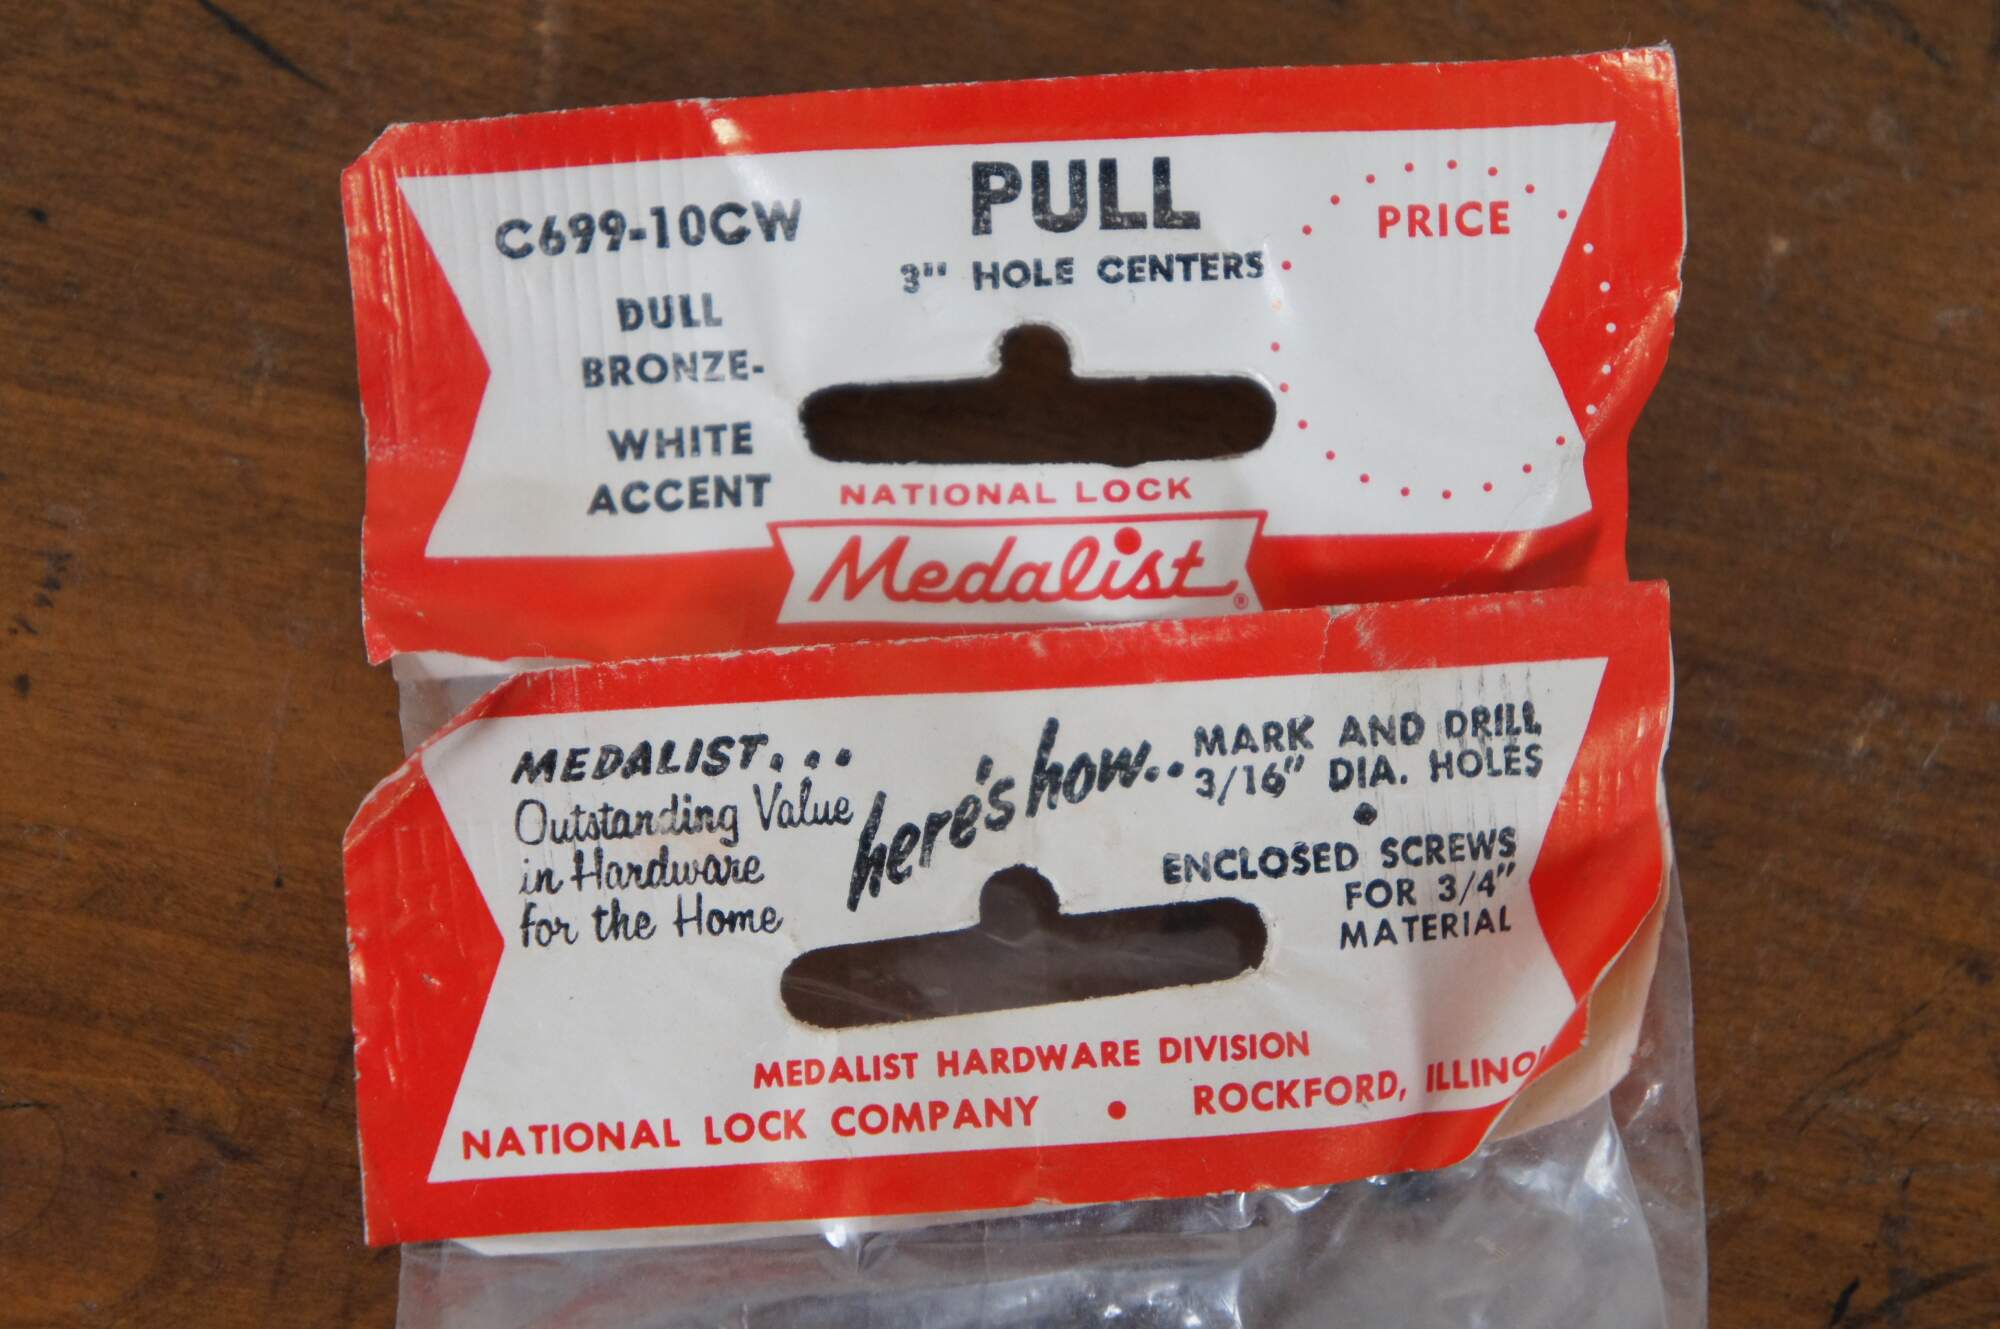 C699-10CW
DULL
BRONZE-
WHITE
ACCENT
PULL
3" HOLE CENTERS
PRICE
NATIONAL LOCK
Medalist®
MEDALIST...
Outstanding Value
in Hardware
for the Home
here's how..
MARK AND DRILL
3/16" DIA. HOLES
•
ENCLOSED SCREWS
FOR 3/4"
MATERIAL
MEDALIST HARDWARE DIVISION
NATIONAL LOCK COMPANY • ROCKFORD, ILLINO